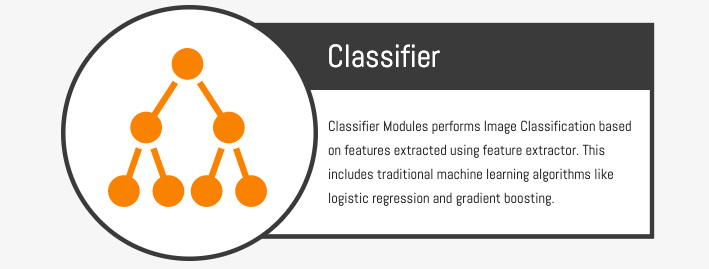 Classifier
Classifier Modules performs Image Classification based
on features extracted using feature extractor. This
includes traditional machine learning algorithms like
logistic regression and gradient boosting.